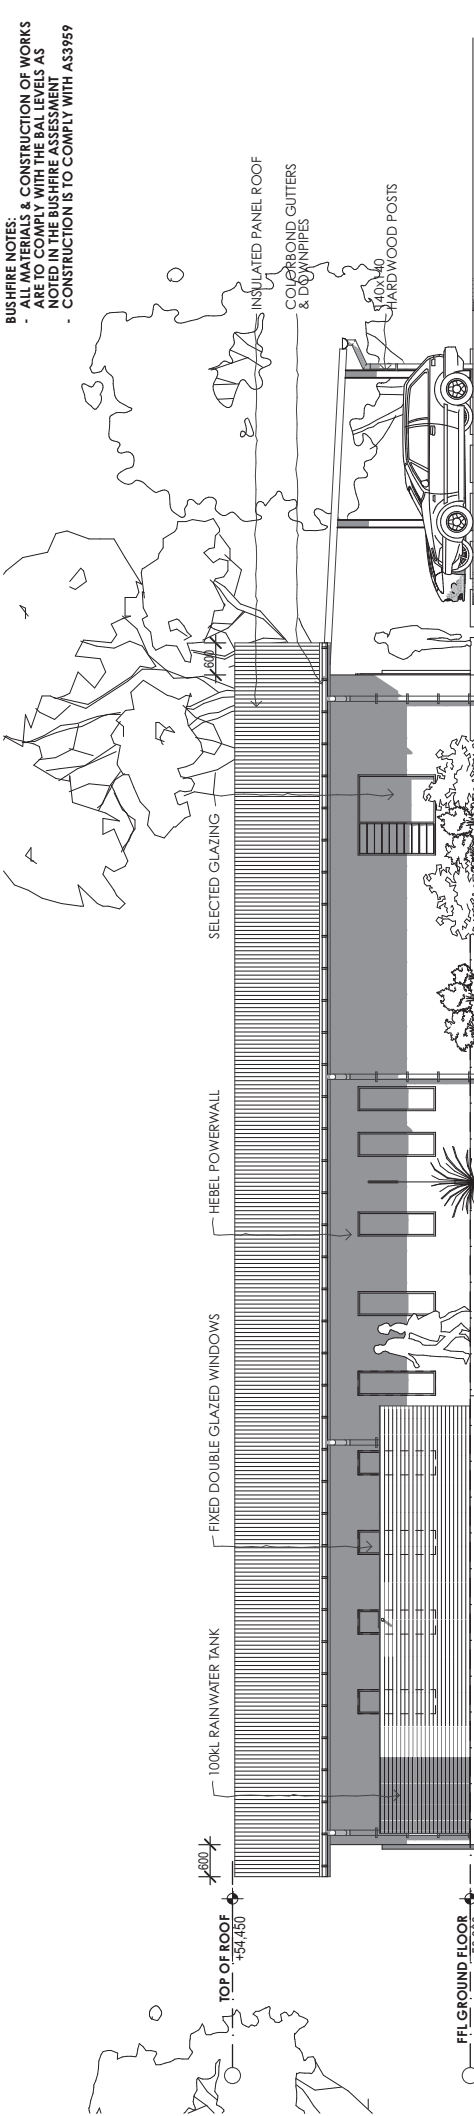 BUSHFIRE NOTES:
- ALL MATERIALS & CONSTRUCTION OF WORKS
ARE TO COMPLY WITH THE BAL LEVELS AS
NOTED IN THE BUSHFIRE ASSESSMENT
- CONSTRUCTION IS TO COMPLY WITH AS3959
TOP OF ROOF
+54,450
FFL GROUND FLOOR
600
100kL RAINWATER TANK
FIXED DOUBLE GLAZED WINDOWS
HEBEL POWERWALL
SELECTED GLAZING
600
INSULATED PANEL ROOF
COLORBOND GUTTERS
& DOWNPIPES
140x140
HARDWOOD POSTS